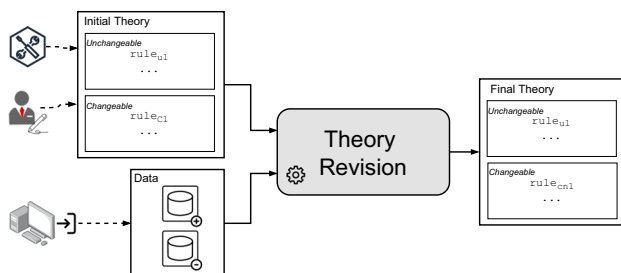 Initial Theory
Unchangeable
rule_u1
...
Changeable
rule_C1
...
Data
Theory
Revision
Final Theory
Unchangeable
rule_u1
...
Changeable
rule_cn1
...